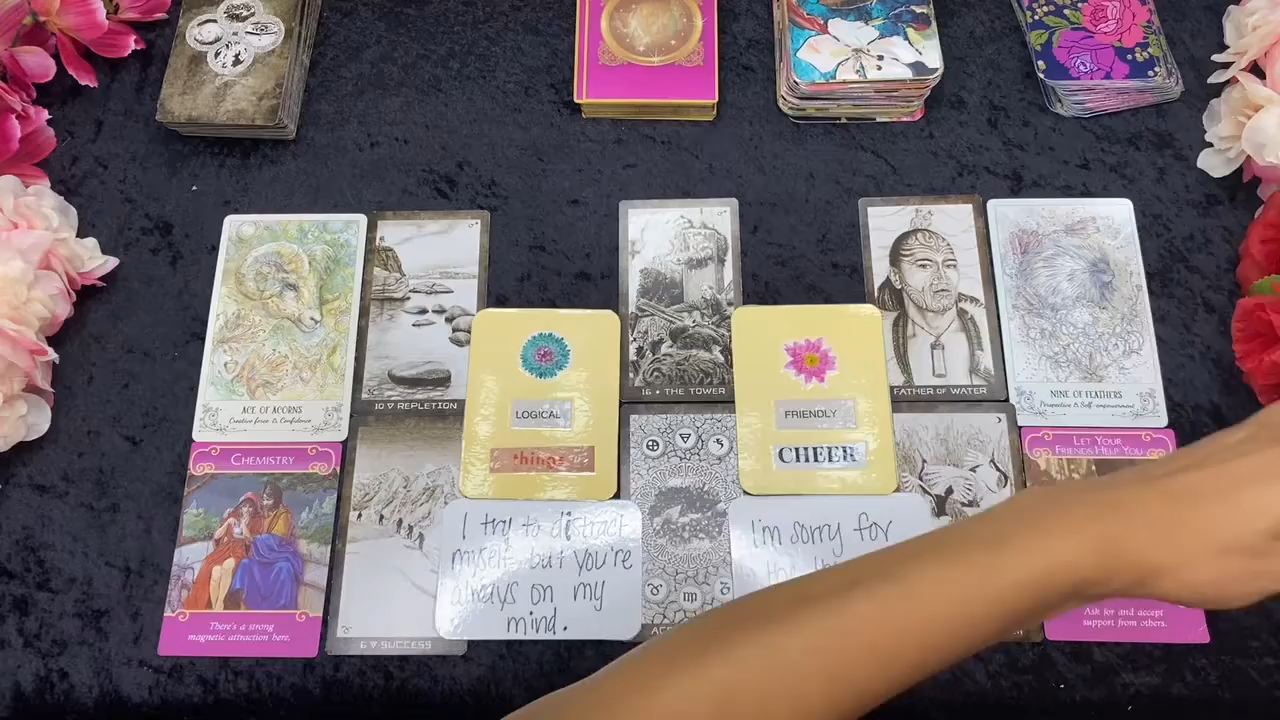 ACE OF ACORNS
Creative force & Confidence
10 ▽ REPLETION
16 • THE TOWER
FATHER OF WATER
NINE OF FEATHERS
Perspective & Self-empowerment
LOGICAL
things
FRIENDLY
CHEER
CHEMISTRY
There's a strong
magnetic attraction here.
6 ▽ SUCCESS
I try to distract
myself, but you're
always on my
mind.
I'm sorry for
LET YOUR
FRIENDS HELP YOU
Ask for and accept
support from others.